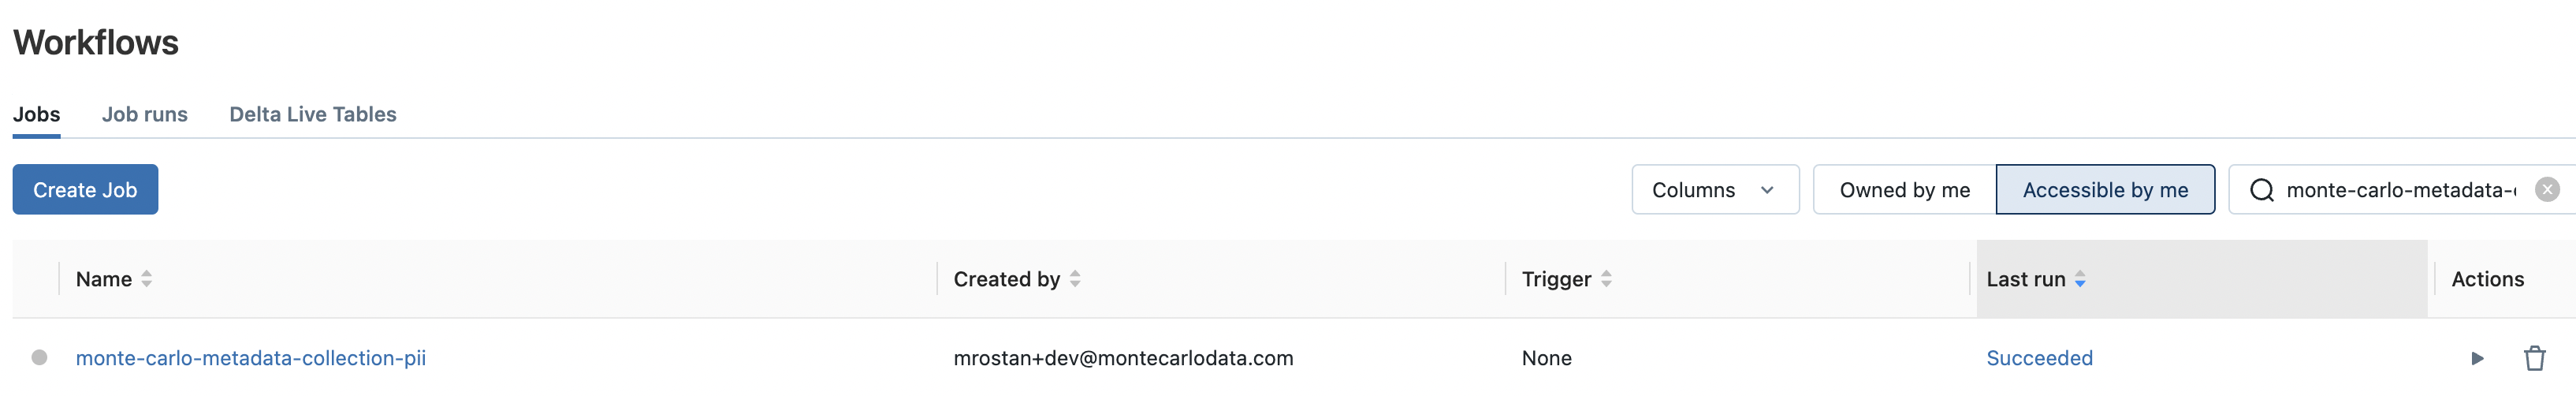 Workflows
Jobs Job runs Delta Live Tables
Create Job Columns Owned by me Accessible by me monte-carlo-metadata-
Name Created by Trigger Last run Actions
monte-carlo-metadata-collection-pii mrostan+dev@montecarlodata.com None Succeeded